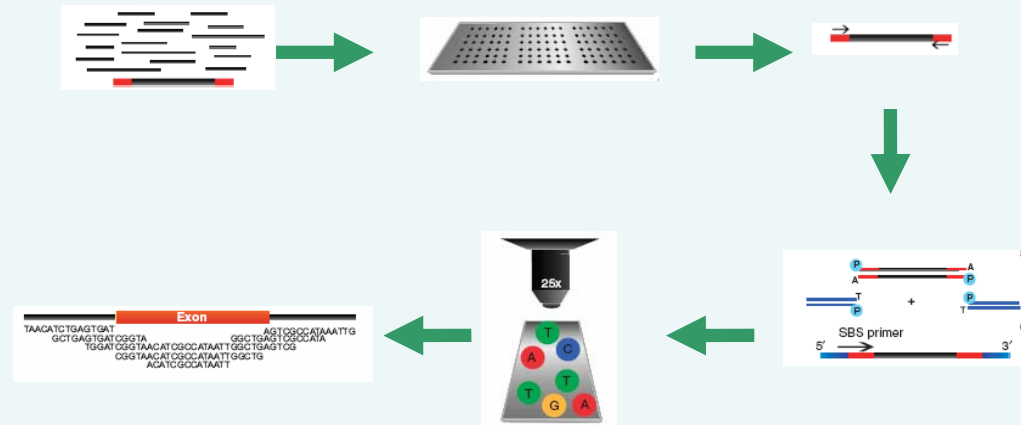 P
A
A
P
T
P
+
P
T
SBS primer
5′
3′
25x
T
A
C
T
T
G
A
Exon
TAACATCTGAGTGAT
AGTCGCCATAAATTG
GCTGAGTGATCGGTA
GGCTGAGTCGCCATA
TGGATCGGTAACATCGCCATAATTGGCTGAGTCG
CGGTAACATCGCCATAATTGGCTG
ACATCGCCATAATT